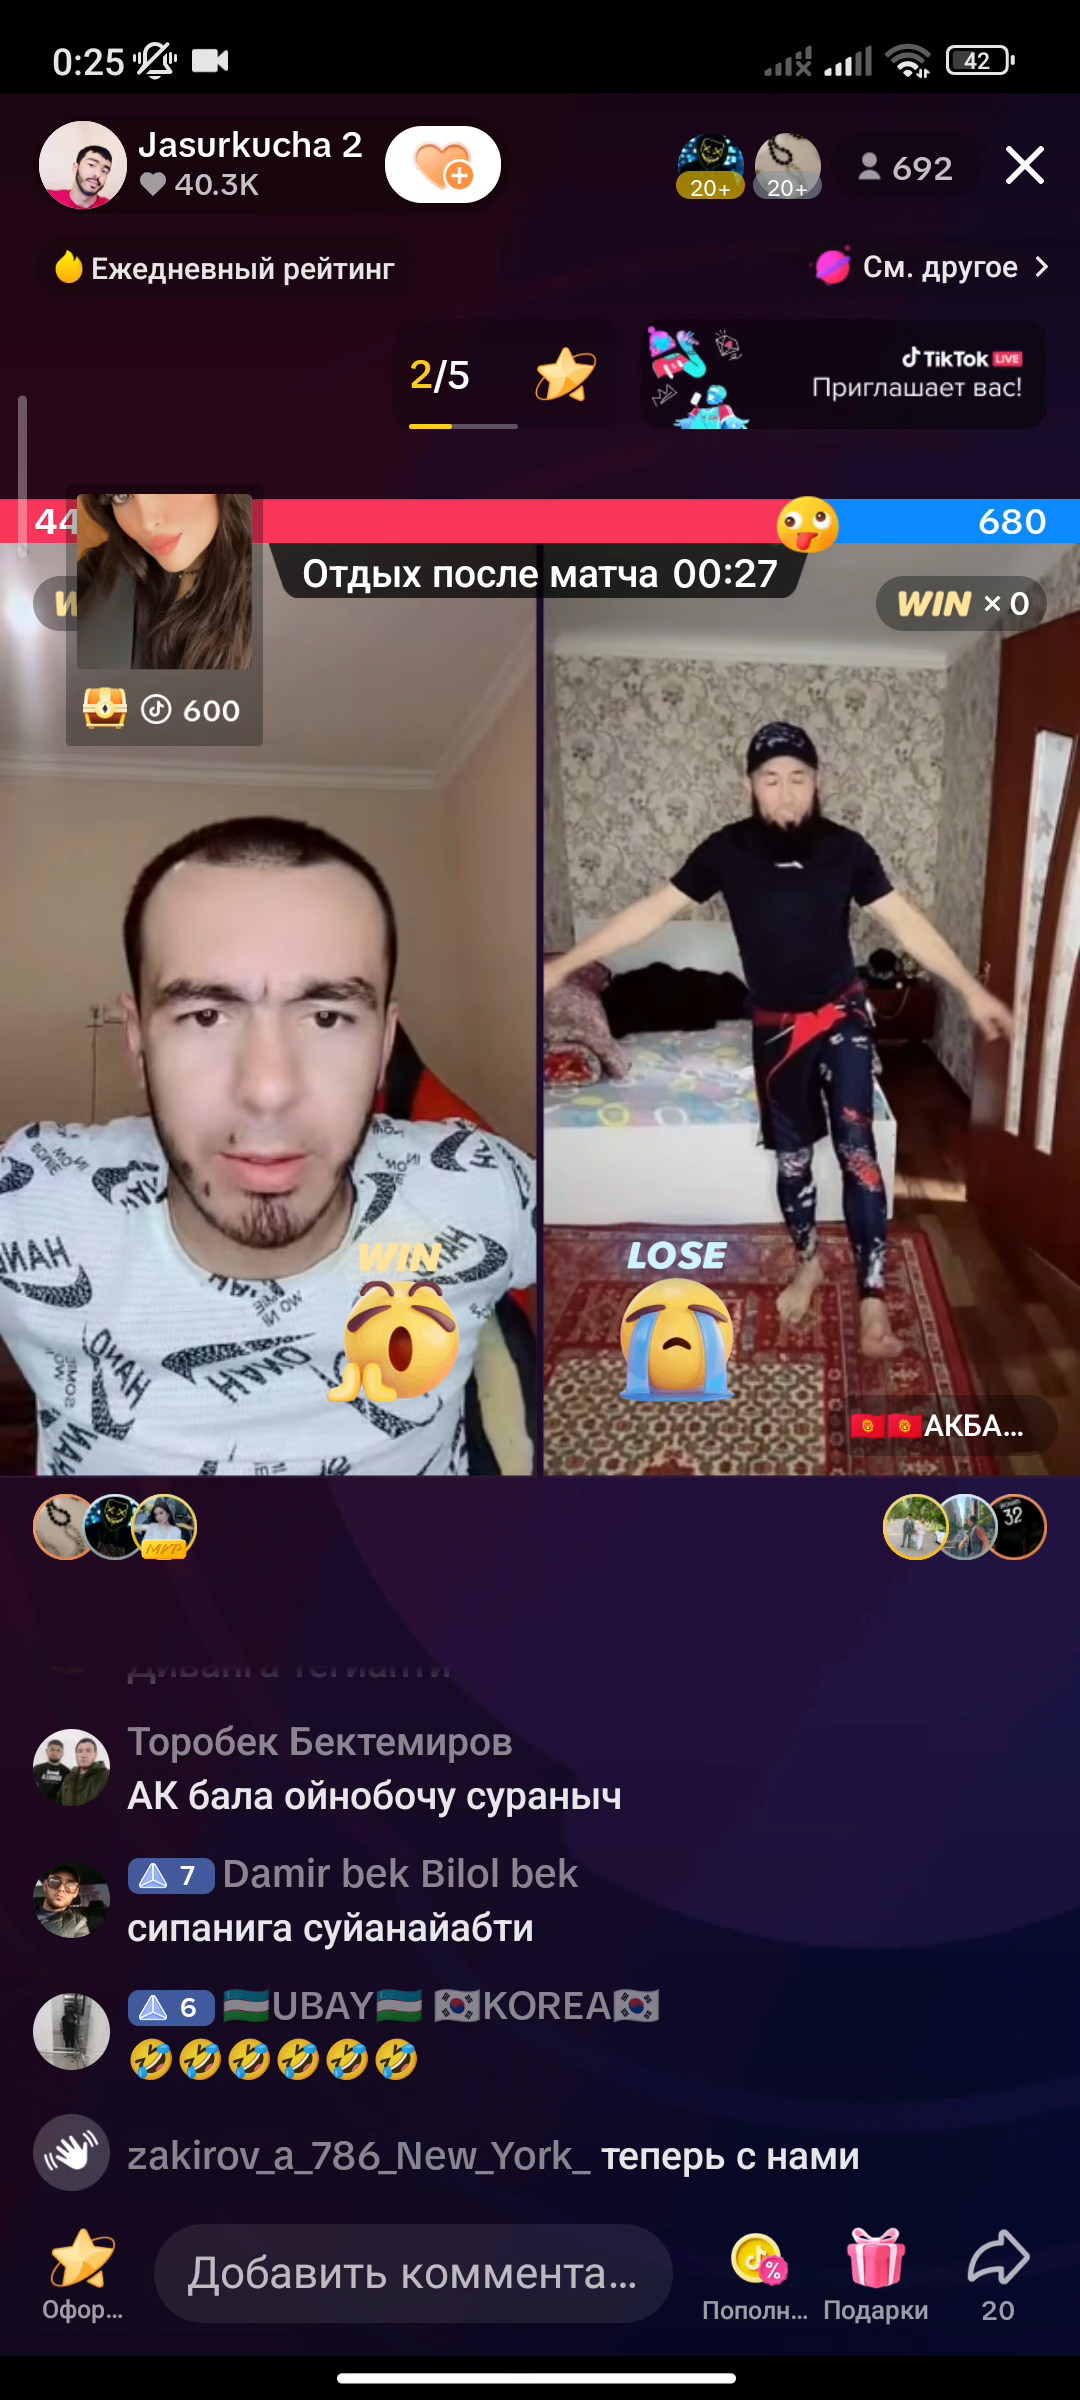 0:25
42
Jasurkucha 2
40.3K
20+
20+
692
Ежедневный рейтинг
См. другое
2/5
TikTok LIVE
Приглашает вас!
680
Отдых после матча 00:27
WIN × 0
600
WIN
LOSE
🇰🇬🇰🇬АКБА...
МИР
32
Торобек Бектемиров
АК бала ойнобочу сураныч
7 Damir bek Bilol bek
сипанига суйанайабти
6 🇺🇿UBAY🇺🇿 🇰🇷KOREA🇰🇷
🤣🤣🤣🤣🤣🤣
zakirov_a_786_New_York_ теперь с нами
Добавить коммента...
Офор...
Пополн...
Подарки
20